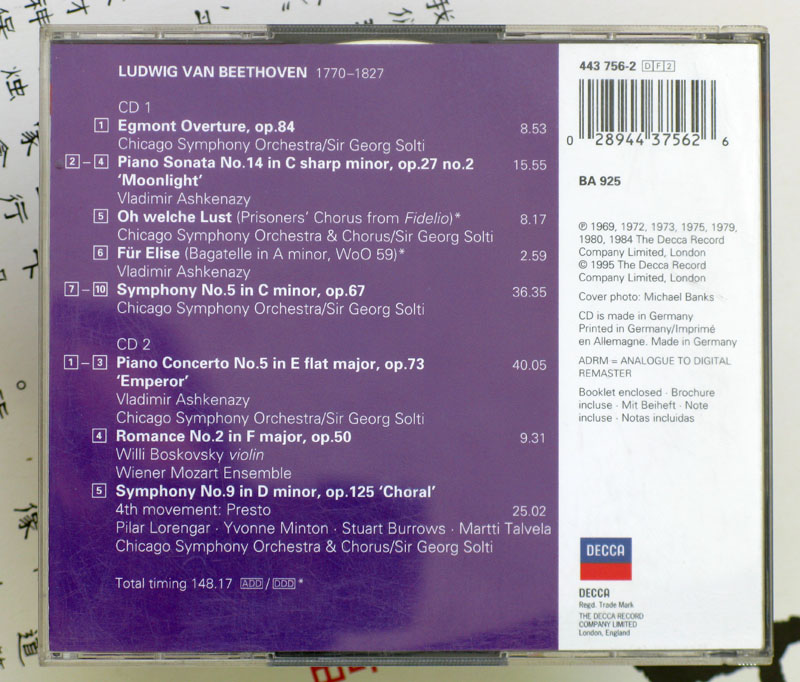 LUDWIG VAN BEETHOVEN 1770–1827
CD 1
1 Egmont Overture, op.84 8.53
Chicago Symphony Orchestra/Sir Georg Solti
2 – 4 Piano Sonata No.14 in C sharp minor, op.27 no.2 15.55
‘Moonlight’
Vladimir Ashkenazy
5 Oh welche Lust (Prisoners’ Chorus from Fidelio)* 8.17
Chicago Symphony Orchestra & Chorus/Sir Georg Solti
6 Für Elise (Bagatelle in A minor, WoO 59)* 2.59
Vladimir Ashkenazy
7 – 10 Symphony No.5 in C minor, op.67 36.35
Chicago Symphony Orchestra/Sir Georg Solti
CD 2
1 – 3 Piano Concerto No.5 in E flat major, op.73 40.05
‘Emperor’
Vladimir Ashkenazy
Chicago Symphony Orchestra/Sir Georg Solti
4 Romance No.2 in F major, op.50 9.31
Willi Boskovsky violin
Wiener Mozart Ensemble
5 Symphony No.9 in D minor, op.125 ‘Choral’
4th movement: Presto 25.02
Pilar Lorengar · Yvonne Minton · Stuart Burrows · Martti Talvela
Chicago Symphony Orchestra & Chorus/Sir Georg Solti
Total timing 148.17 ADD / DDD *
443 756-2 D F 2
0 28944 37562 6
BA 925
℗ 1969, 1972, 1973, 1975, 1979,
1980, 1984 The Decca Record
Company Limited, London
© 1995 The Decca Record
Company Limited, London
Cover photo: Michael Banks
CD is made in Germany
Printed in Germany/Imprimé
en Allemagne. Made in Germany
ADRM = ANALOGUE TO DIGITAL
REMASTER
Booklet enclosed · Brochure
incluse · Mit Beiheft · Note
incluse · Notas incluidas
DECCA
DECCA
Regd. Trade Mark
THE DECCA RECORD
COMPANY LIMITED
London, England
我
像
道